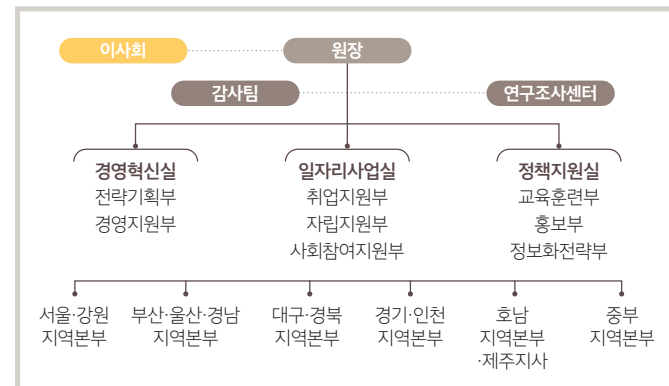 이사회
원장
감사팀
연구조사센터
경영혁신실
전략기획부
경영지원부
일자리사업실
취업지원부
자립지원부
사회참여지원부
정책지원실
교육훈련부
홍보부
정보화전략부
서울·강원
지역본부
부산·울산·경남
지역본부
대구·경북
지역본부
경기·인천
지역본부
호남
지역본부
·제주지사
중부
지역본부